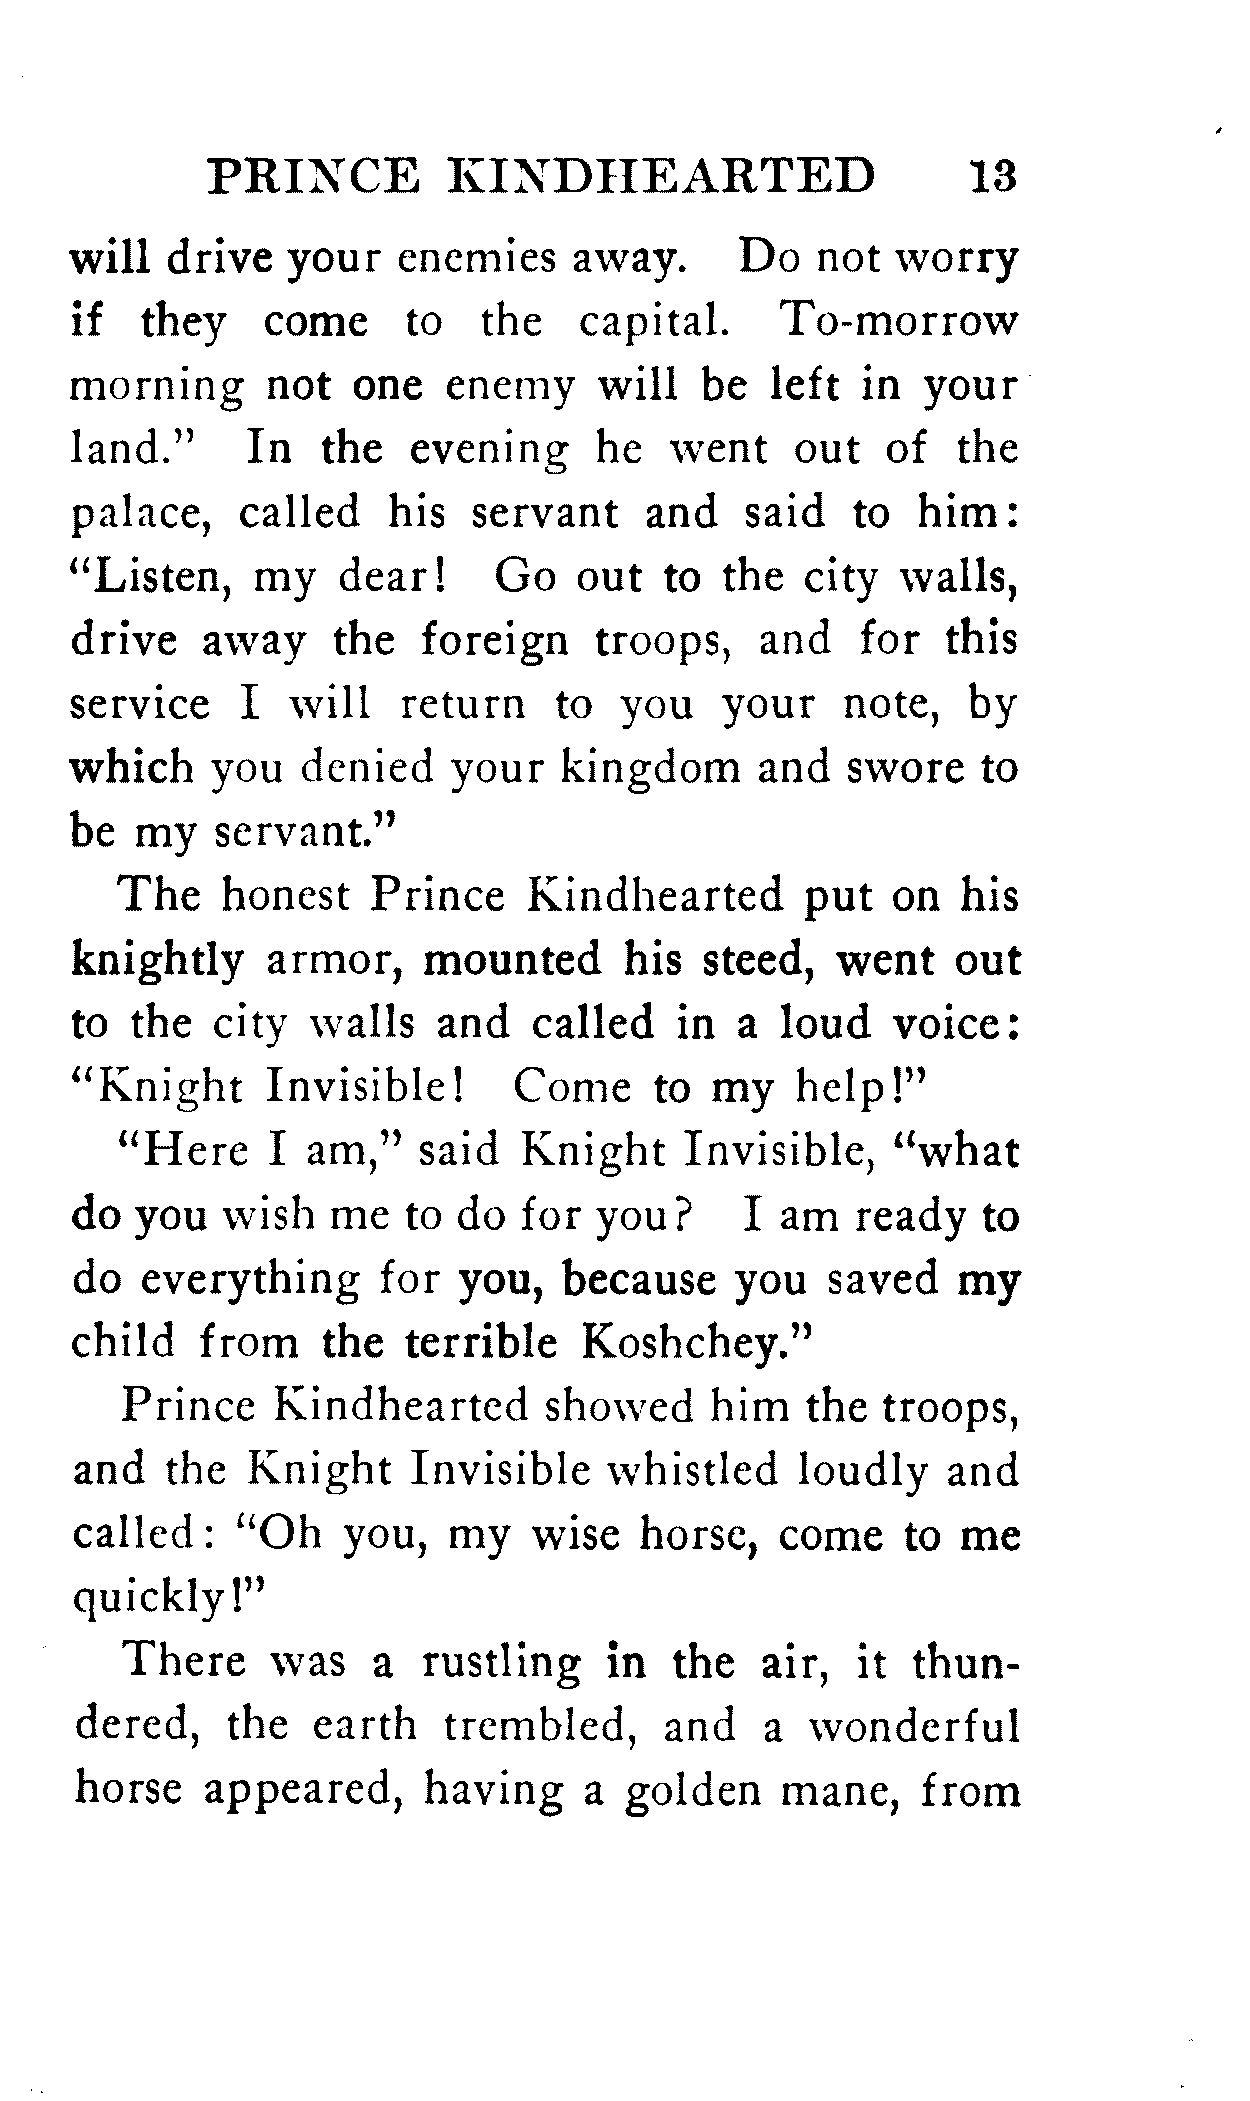 PRINCE KINDHEARTED 13
will drive your enemies away. Do not worry
if they come to the capital. To-morrow
morning not one enemy will be left in your
land." In the evening he went out of the
palace, called his servant and said to him:
"Listen, my dear! Go out to the city walls,
drive away the foreign troops, and for this
service I will return to you your note, by
which you denied your kingdom and swore to
be my servant."
The honest Prince Kindhearted put on his
knightly armor, mounted his steed, went out
to the city walls and called in a loud voice:
"Knight Invisible! Come to my help!"
"Here I am," said Knight Invisible, "what
do you wish me to do for you? I am ready to
do everything for you, because you saved my
child from the terrible Koshchey."
Prince Kindhearted showed him the troops,
and the Knight Invisible whistled loudly and
called: "Oh you, my wise horse, come to me
quickly!"
There was a rustling in the air, it thun-
dered, the earth trembled, and a wonderful
horse appeared, having a golden mane, from